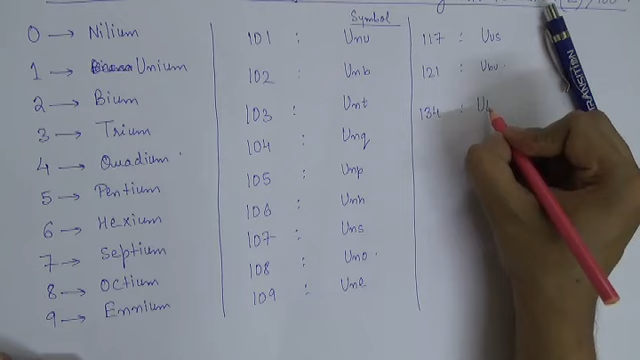 Symbol
0 → Nilium
1 → Unium
2 → Bium
3 → Trium
4 → Quadium
5 → Pentium
6 → Hexium
7 → Septium
8 → Octium
9 → Ennium
101 : Unu
102 : Unb
103 : Unt
104 : Unq
105 : Unp
106 : Unh
107 : Uns
108 : Uno
109 : Une
117 : Uus
121 : Ubu
134 :
TRANSITION